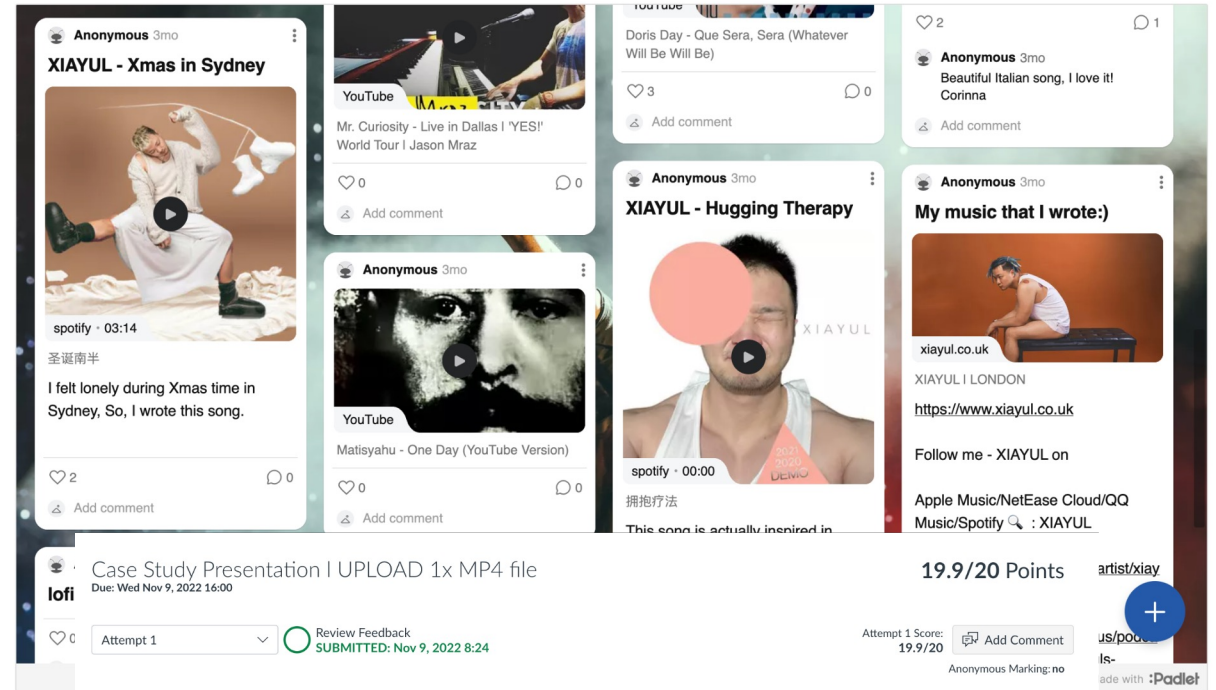 Anonymous 3mo
XIAYUL - Xmas in Sydney
spotify · 03:14
圣诞南半
I felt lonely during Xmas time in
Sydney, So, I wrote this song.
2
0
Add comment
lofi
YouTube
Mr. Curiosity - Live in Dallas | 'YES!'
World Tour | Jason Mraz
0
0
Add comment
Anonymous 3mo
YouTube
Matisyahu - One Day (YouTube Version)
0
0
Add comment
YouTube
Doris Day - Que Sera, Sera (Whatever
Will Be Will Be)
3
0
Add comment
Anonymous 3mo
XIAYUL - Hugging Therapy
XIAYUL
2021
2020
DEMO
spotify · 00:00
拥抱疗法
This song is actually inspired in
2
1
Anonymous 3mo
Beautiful Italian song, I love it!
Corinna
Add comment
Anonymous 3mo
My music that I wrote:)
xiayul.co.uk
XIAYUL | LONDON
https://www.xiayul.co.uk
Follow me - XIAYUL on
Apple Music/NetEase Cloud/QQ
Music/Spotify 🔍 : XIAYUL
artist/xiay
Case Study Presentation | UPLOAD 1x MP4 file
Due: Wed Nov 9, 2022 16:00
19.9/20 Points
Attempt 1
Review Feedback
SUBMITTED: Nov 9, 2022 8:24
Attempt 1 Score:
19.9/20
Add Comment
Anonymous Marking: no
made with :Padlet